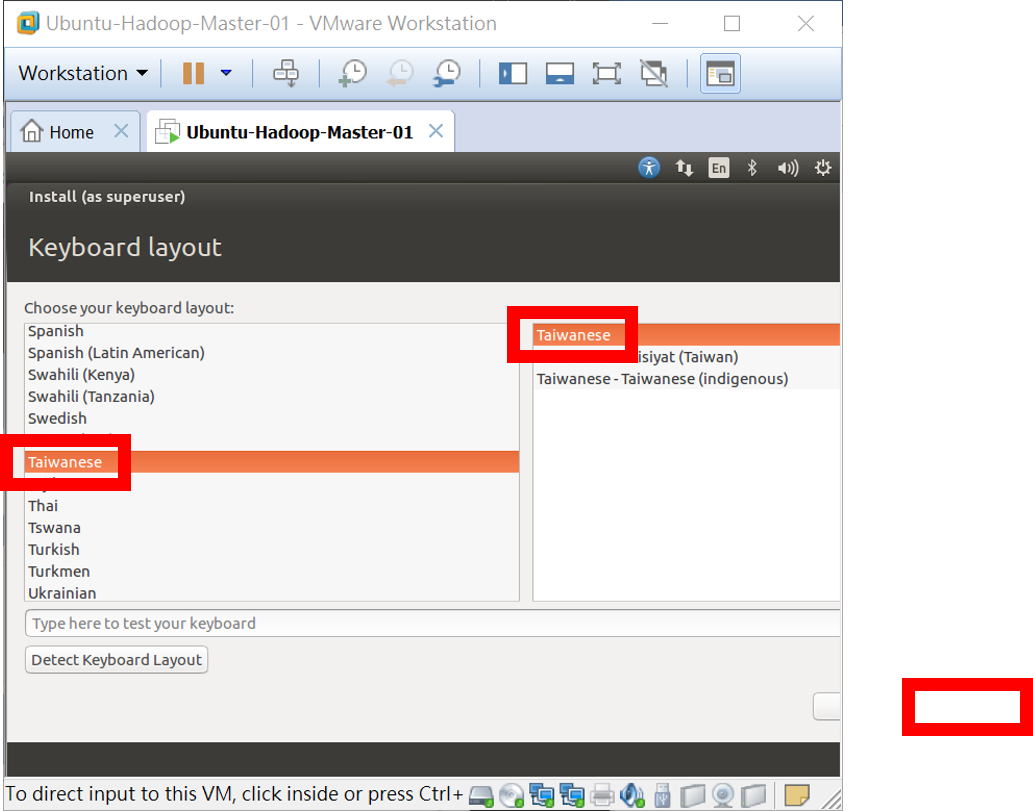 Ubuntu-Hadoop-Master-01 - VMware Workstation
Workstation
Home
Ubuntu-Hadoop-Master-01
En
Install (as superuser)
Keyboard layout
Choose your keyboard layout:
Spanish
Spanish (Latin American)
Swahili (Kenya)
Swahili (Tanzania)
Swedish
Taiwanese
Thai
Tswana
Turkish
Turkmen
Ukrainian
Taiwanese
(Taiwan)
Taiwanese - Taiwanese (indigenous)
Type here to test your keyboard
Detect Keyboard Layout
To direct input to this VM, click inside or press Ctrl+